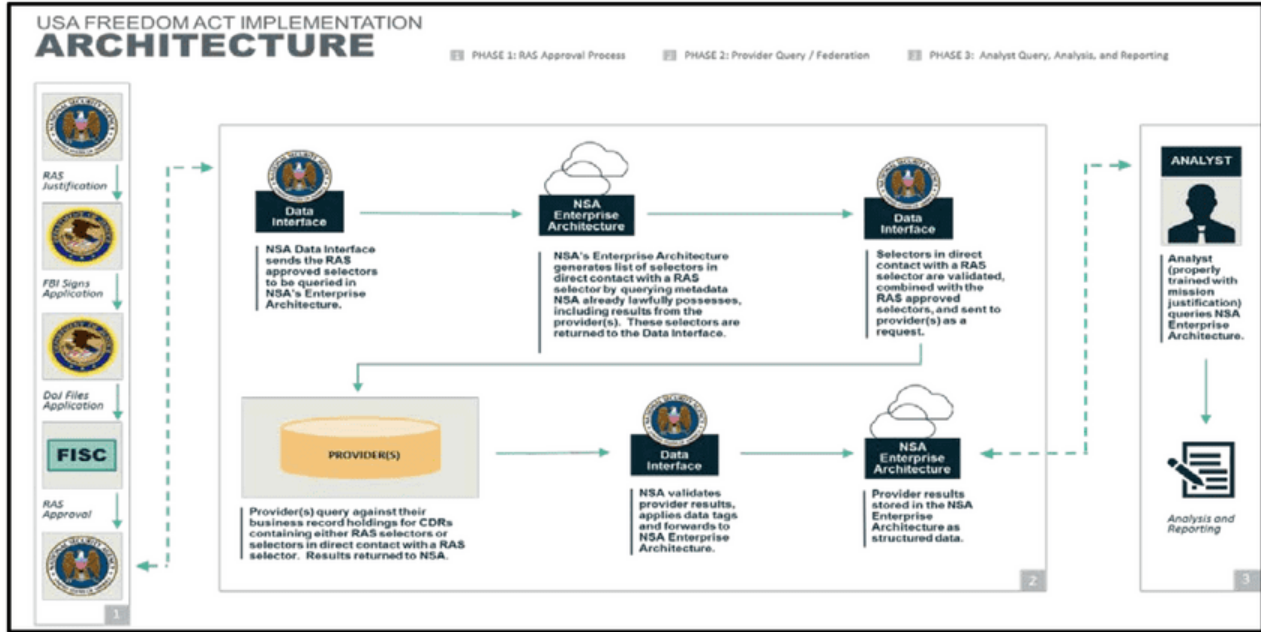 USA FREEDOM ACT IMPLEMENTATION
ARCHITECTURE
1 PHASE 1: RAS Approval Process
2 PHASE 2: Provider Query / Federation
3 PHASE 3: Analyst Query, Analysis, and Reporting
RAS
Justification
FBI Signs
Application
DoJ Files
Application
FISC
RAS
Approval
1
Data
Interface
NSA Data Interface
sends the RAS
approved selectors
to be queried in
NSA's Enterprise
Architecture.
NSA
Enterprise
Architecture
NSA's Enterprise Architecture
generates list of selectors in
direct contact with a RAS
selector by querying metadata
NSA already lawfully possesses,
including results from the
provider(s). These selectors are
returned to the Data Interface.
Data
Interface
Selectors in direct
contact with a RAS
selector are validated,
combined with the
RAS approved
selectors, and sent to
provider(s) as a
request.
PROVIDER(S)
Provider(s) query against their
business record holdings for CDRs
containing either RAS selectors or
selectors in direct contact with a RAS
selector. Results returned to NSA.
Data
Interface
NSA validates
provider results,
applies data tags
and forwards to
NSA Enterprise
Architecture.
NSA
Enterprise
Architecture
Provider results
stored in the NSA
Enterprise
Architecture as
structured data.
2
ANALYST
Analyst
(properly
trained with
mission
justification)
queries NSA
Enterprise
Architecture.
Analysis and
Reporting
3